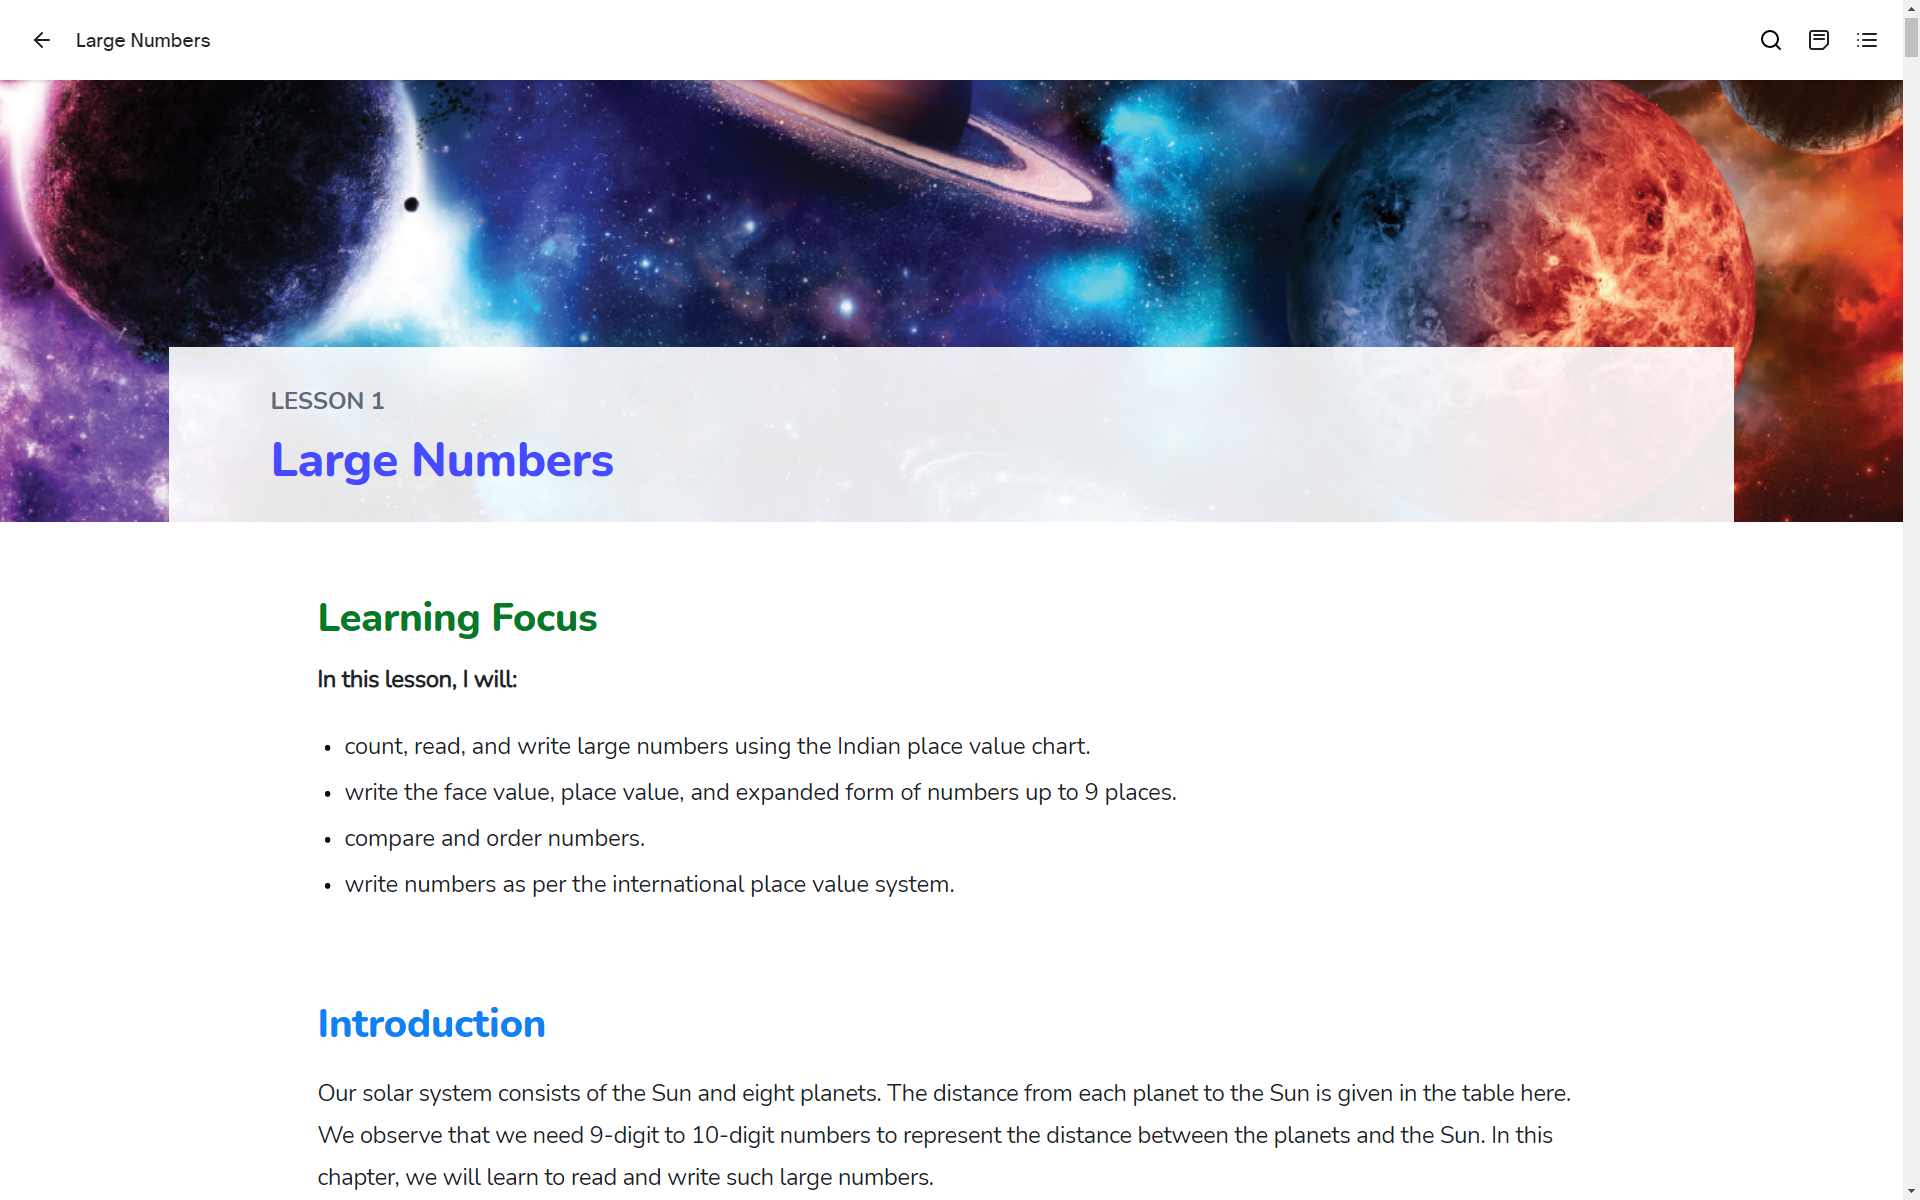 Large Numbers
LESSON 1
Large Numbers
Learning Focus
In this lesson, I will:
• count, read, and write large numbers using the Indian place value chart.
• write the face value, place value, and expanded form of numbers up to 9 places.
• compare and order numbers.
• write numbers as per the international place value system.
Introduction
Our solar system consists of the Sun and eight planets. The distance from each planet to the Sun is given in the table here.
We observe that we need 9-digit to 10-digit numbers to represent the distance between the planets and the Sun. In this
chapter, we will learn to read and write such large numbers.